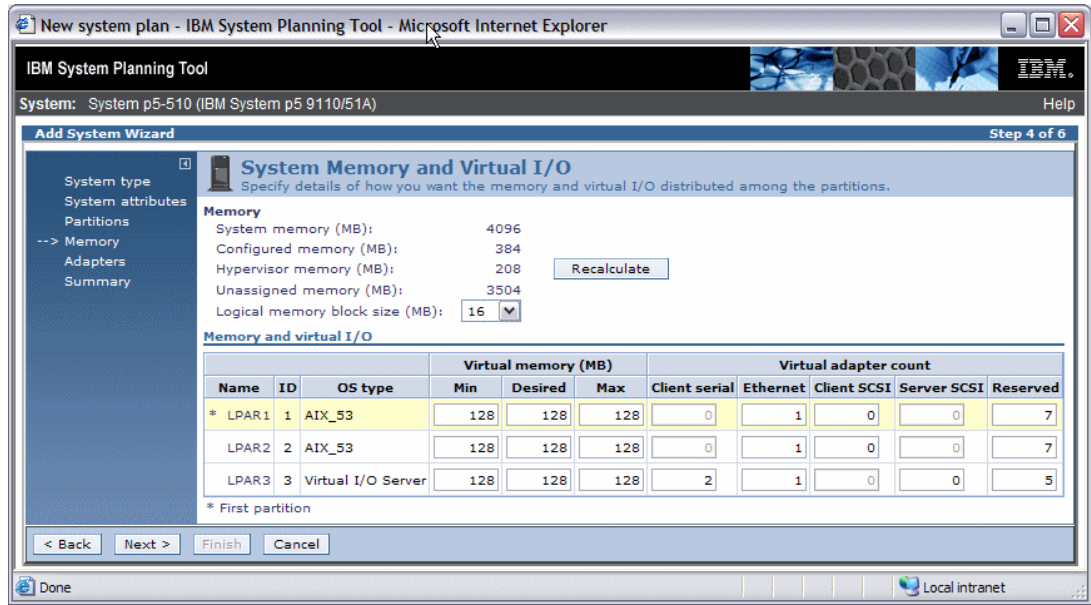 New system plan - IBM System Planning Tool - Microsoft Internet Explorer
IBM System Planning Tool
IBM.
System: System p5-510 (IBM System p5 9110/51A) Help
Add System Wizard Step 4 of 6
System type
System attributes
Partitions
--> Memory
Adapters
Summary
System Memory and Virtual I/O
Specify details of how you want the memory and virtual I/O distributed among the partitions.
Memory
System memory (MB): 4096
Configured memory (MB): 384
Hypervisor memory (MB): 208 Recalculate
Unassigned memory (MB): 3504
Logical memory block size (MB): 16
Memory and virtual I/O
Virtual memory (MB) Virtual adapter count
Name ID OS type Min Desired Max Client serial Ethernet Client SCSI Server SCSI Reserved
* LPAR1 1 AIX_53 128 128 128 0 1 0 0 7
LPAR2 2 AIX_53 128 128 128 0 1 0 0 7
LPAR3 3 Virtual I/O Server 128 128 128 2 1 0 0 5
* First partition
< Back Next > Finish Cancel
Done Local intranet